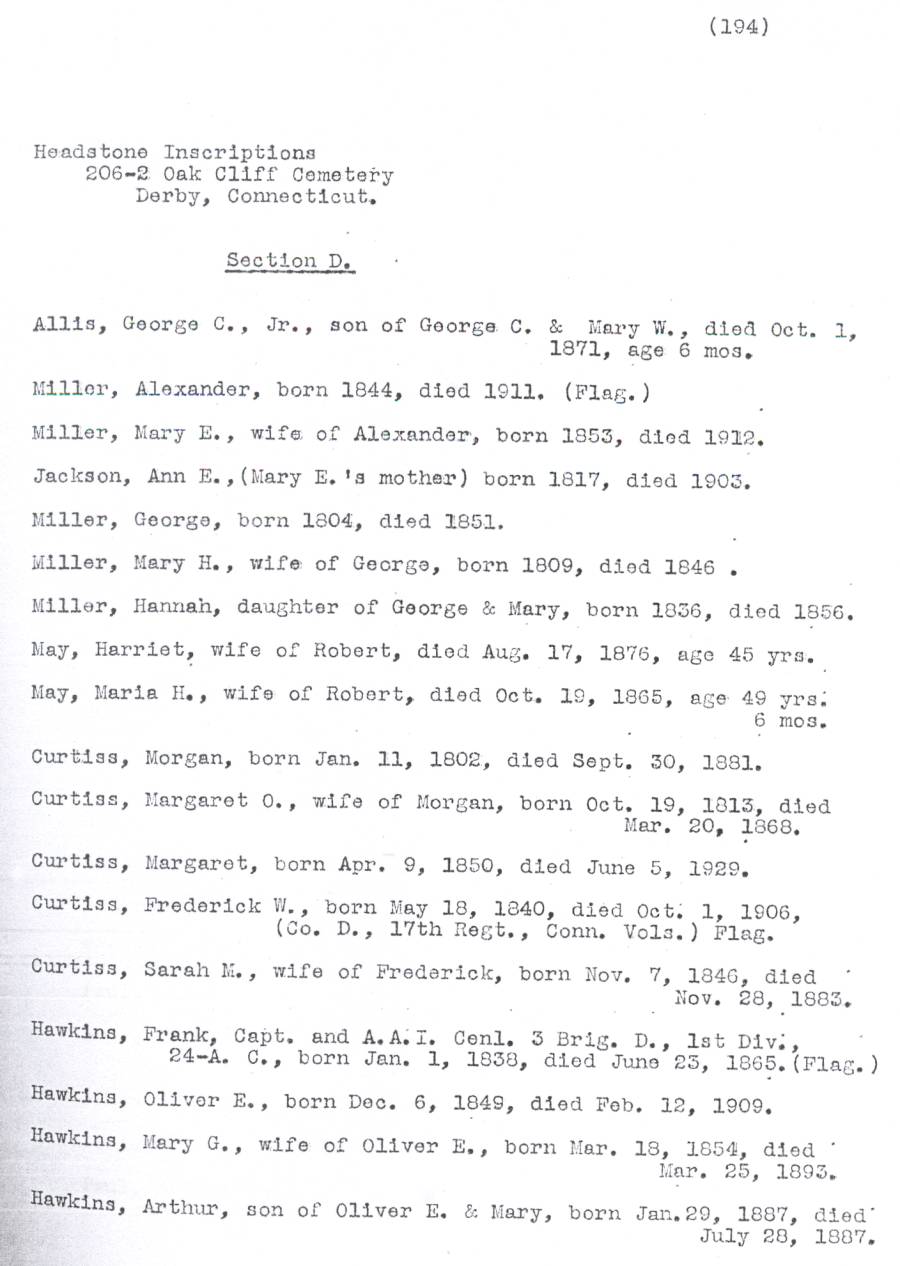 (194)
Headstone Inscriptions
206-2 Oak Cliff Cemetery
Derby, Connecticut.
Section D.
Allis, George C., Jr., son of George C. & Mary W., died Oct. 1,
1871, age 6 mos.
Miller, Alexander, born 1844, died 1911. (Flag.)
Miller, Mary E., wife of Alexander, born 1853, died 1912.
Jackson, Ann E.,(Mary E.'s mother) born 1817, died 1903.
Miller, George, born 1804, died 1851.
Miller, Mary H., wife of George, born 1809, died 1846 .
Miller, Hannah, daughter of George & Mary, born 1836, died 1856.
May, Harriet, wife of Robert, died Aug. 17, 1876, age 45 yrs.
May, Maria H., wife of Robert, died Oct. 19, 1865, age 49 yrs.
6 mos.
Curtiss, Morgan, born Jan. 11, 1802, died Sept. 30, 1881.
Curtiss, Margaret O., wife of Morgan, born Oct. 19, 1813, died
Mar. 20, 1868.
Curtiss, Margaret, born Apr. 9, 1850, died June 5, 1929.
Curtiss, Frederick W., born May 18, 1840, died Oct. 1, 1906,
(Co. D., 17th Regt., Conn. Vols.) Flag.
Curtiss, Sarah M., wife of Frederick, born Nov. 7, 1846, died
Nov. 28, 1883.
Hawkins, Frank, Capt. and A.A.I. Cenl. 3 Brig. D., 1st Div.,
24-A. C., born Jan. 1, 1838, died June 23, 1865.(Flag.)
Hawkins, Oliver E., born Dec. 6, 1849, died Feb. 12, 1909.
Hawkins, Mary G., wife of Oliver E., born Mar. 18, 1854, died
Mar. 25, 1893.
Hawkins, Arthur, son of Oliver E. & Mary, born Jan.29, 1887, died
July 28, 1887.